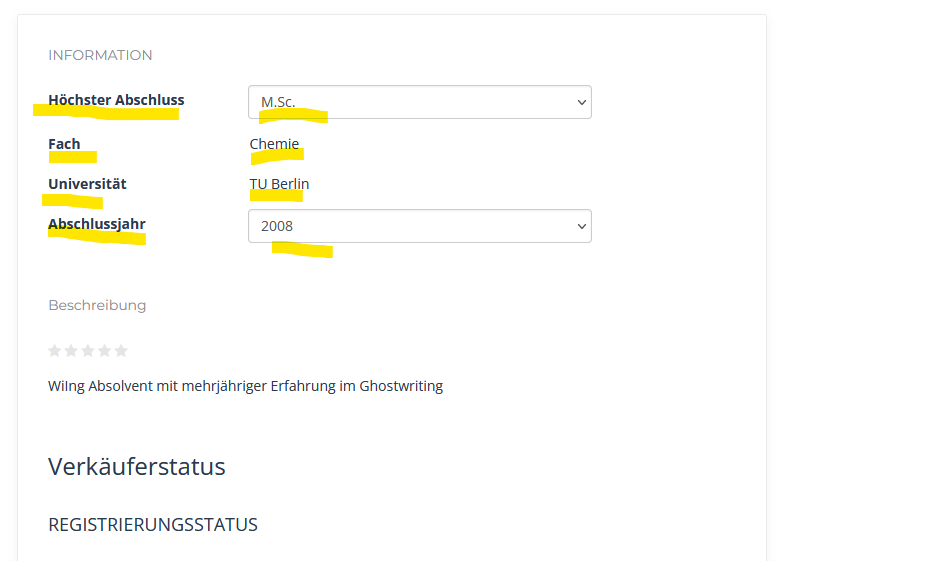 INFORMATION
Höchster Abschluss M.Sc.
Fach Chemie
Universität TU Berlin
Abschlussjahr 2008
Beschreibung
WiIng Absolvent mit mehrjähriger Erfahrung im Ghostwriting
Verkäuferstatus
REGISTRIERUNGSSTATUS